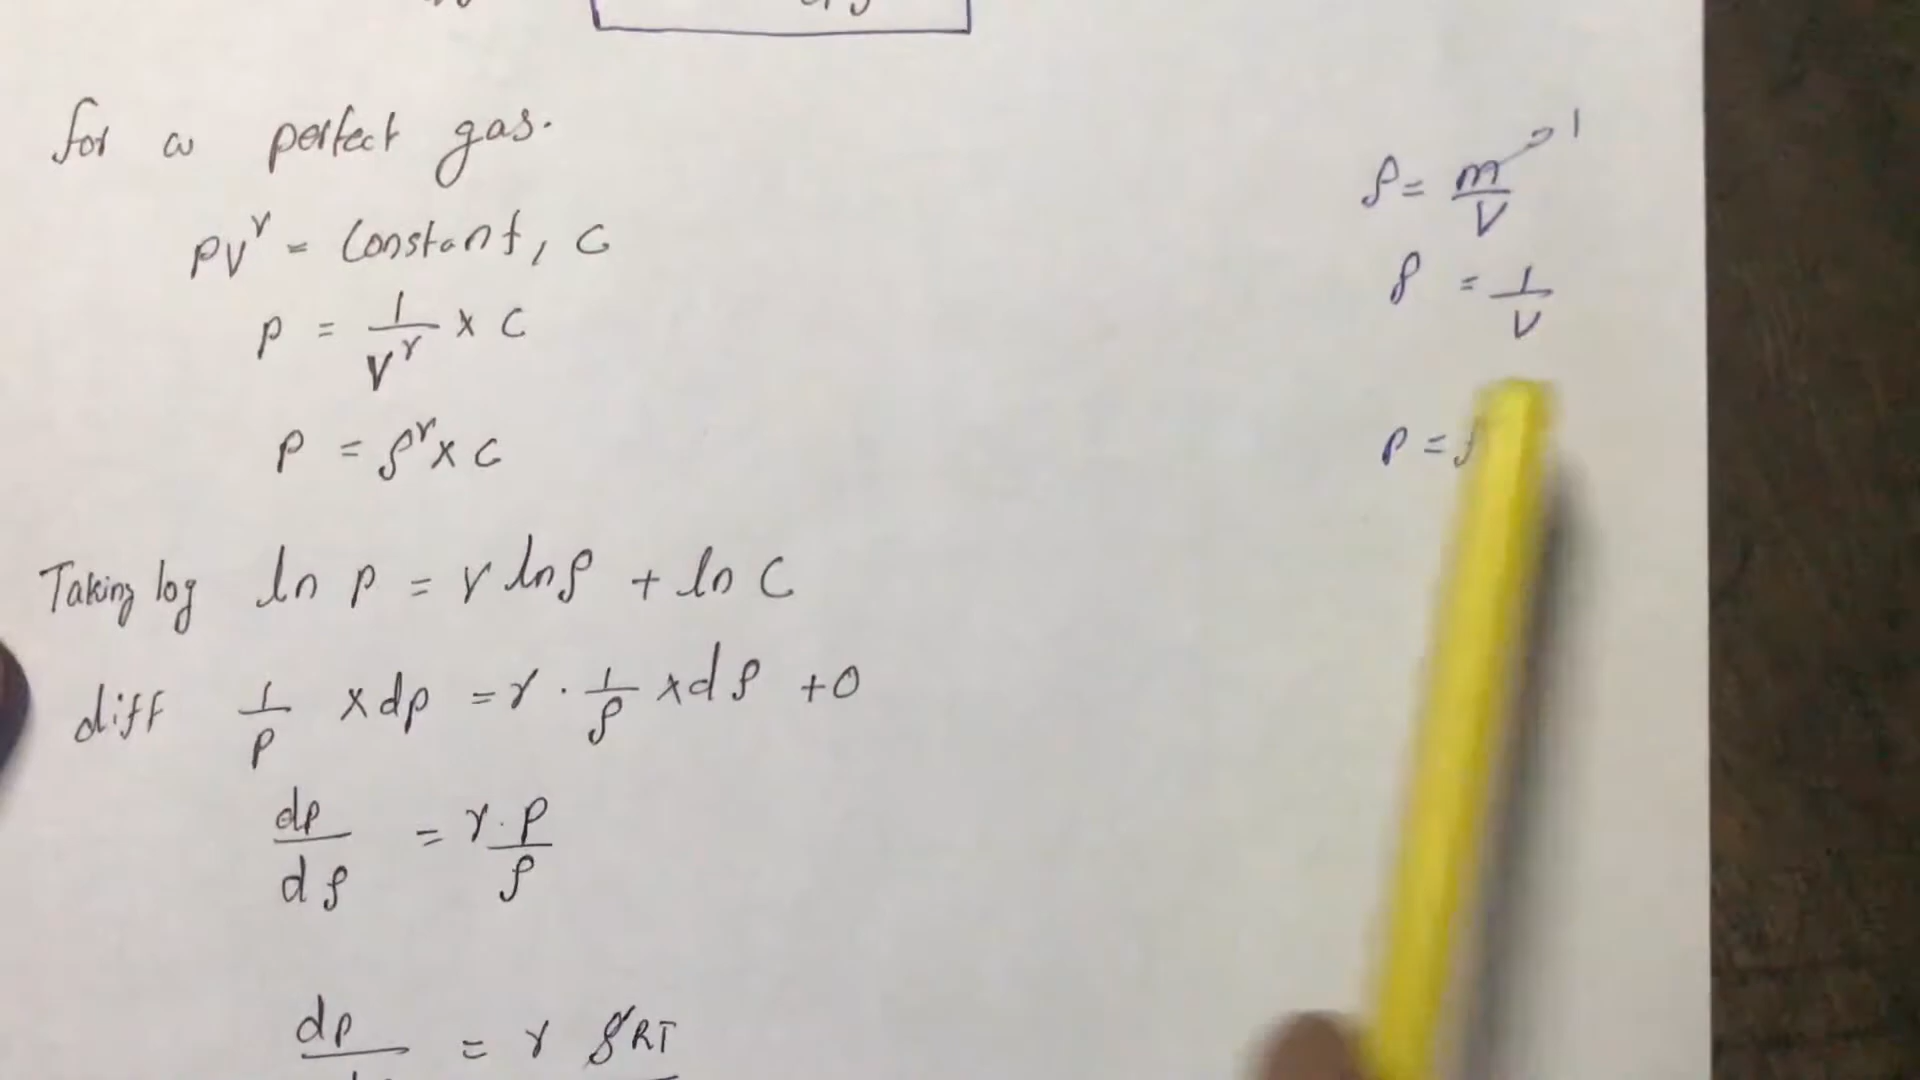 for a perfect gas.
PV^γ = Constant, C
P = 1/V^γ × C
P = ρ^γ × C
Taking log ln P = γ ln ρ + ln C
diff 1/P × dp = γ · 1/ρ × dρ + 0
dp/dρ = γ · P/ρ
dp = γ ρRT
ρ = m/V 1
ρ = 1/V
P = ρ